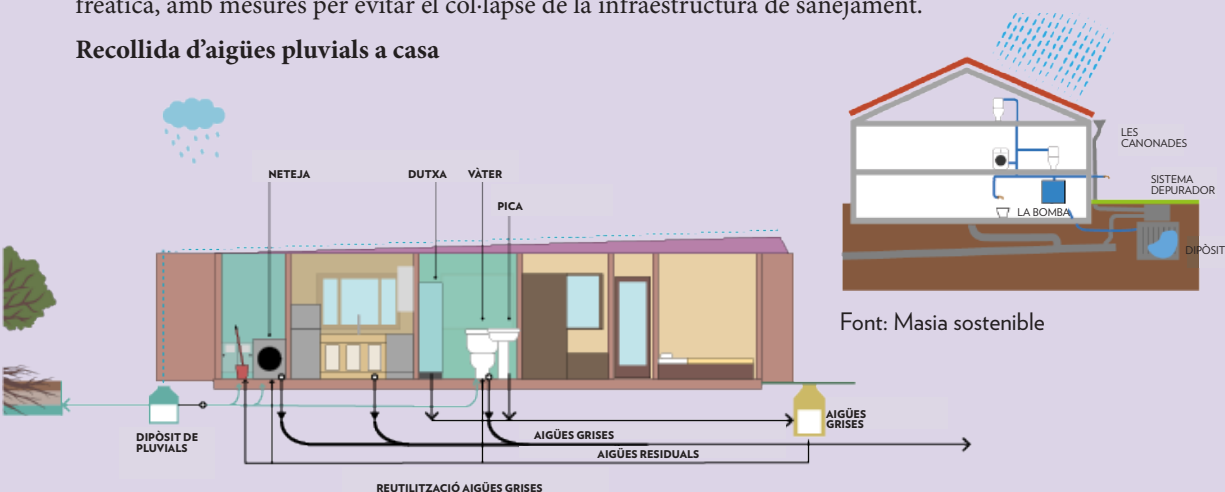 freàtica, amb mesures per evitar el col·lapse de la infraestructura de sanejament.
Recollida d’aigües pluvials a casa
NETEJA
DUTXA
VÀTER
PICA
DIPÒSIT DE
PLUVIALS
AIGÜES GRISES
AIGÜES RESIDUALS
REUTILITZACIÓ AIGÜES GRISES
AIGÜES
GRISES
LES
CANONADES
SISTEMA
DEPURADOR
LA BOMBA
DIPÒSIT
Font: Masia sostenible